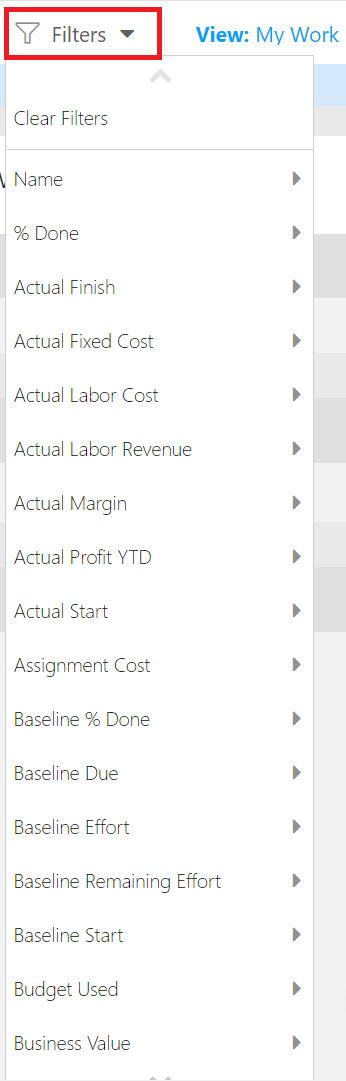 Filters View: My Work
Clear Filters
Name
% Done
Actual Finish
Actual Fixed Cost
Actual Labor Cost
Actual Labor Revenue
Actual Margin
Actual Profit YTD
Actual Start
Assignment Cost
Baseline % Done
Baseline Due
Baseline Effort
Baseline Remaining Effort
Baseline Start
Budget Used
Business Value